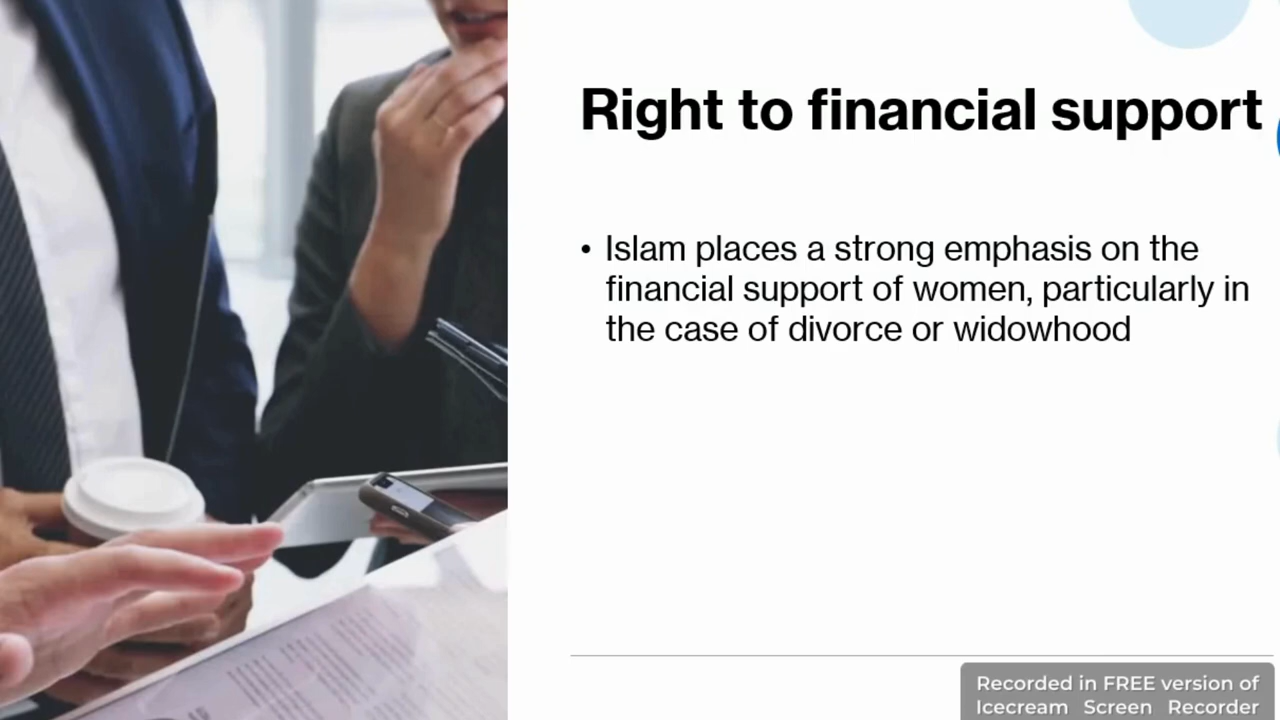 Right to financial support
• Islam places a strong emphasis on the
financial support of women, particularly in
the case of divorce or widowhood
Recorded in FREE version of
Icecream Screen Recorder